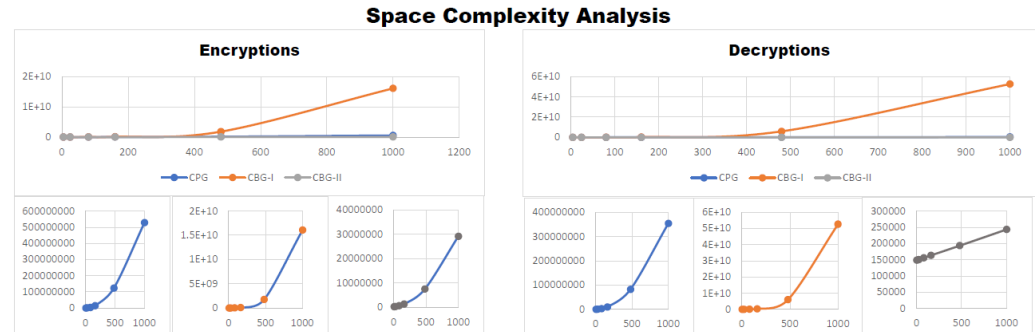 Space Complexity Analysis
Encryptions
2E+10
1E+10
0
0 200 400 600 800 1000 1200
CPG CBG-I CBG-II
600000000
500000000
400000000
300000000
200000000
100000000
0
0 500 1000
2E+10
1.5E+10
1E+10
5E+09
0
0 500 1000
40000000
30000000
20000000
10000000
0
0 500 1000
Decryptions
6E+10
4E+10
2E+10
0
0 100 200 300 400 500 600 700 800 900 1000
CPG CBG-I CBG-II
400000000
300000000
200000000
100000000
0
0 500 1000
6E+10
5E+10
4E+10
3E+10
2E+10
1E+10
0
0 500 1000
300000
250000
200000
150000
100000
50000
0
0 500 1000